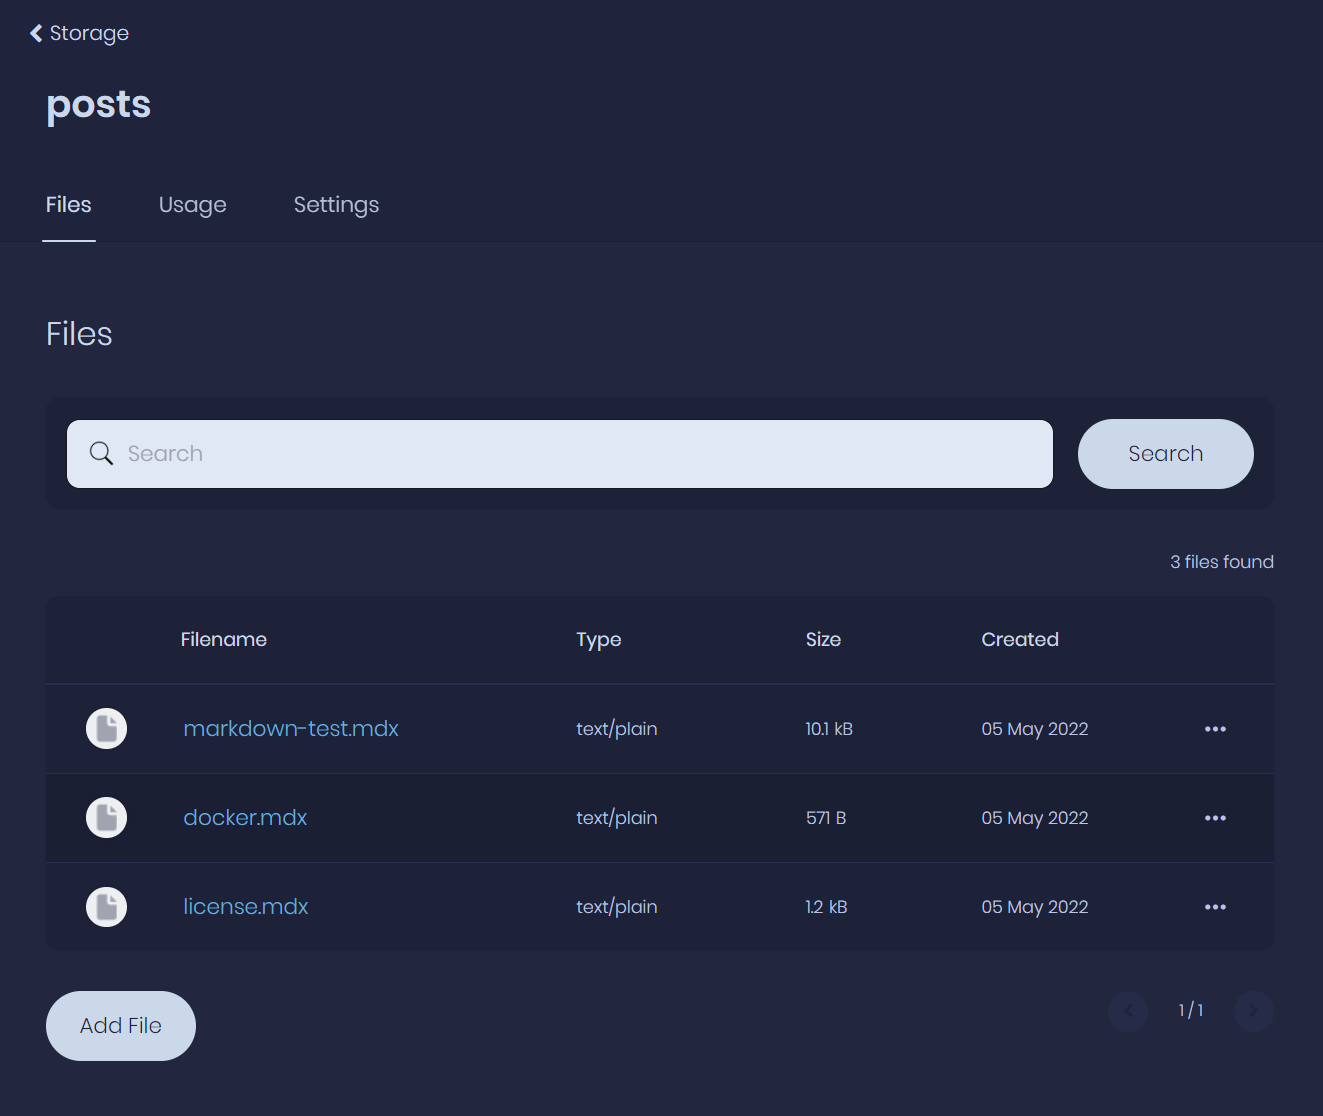 Storage
posts
Files Usage Settings
Files
Search Search
3 files found
Filename Type Size Created
markdown-test.mdx text/plain 10.1 kB 05 May 2022
docker.mdx text/plain 571 B 05 May 2022
license.mdx text/plain 1.2 kB 05 May 2022
Add File 1 / 1